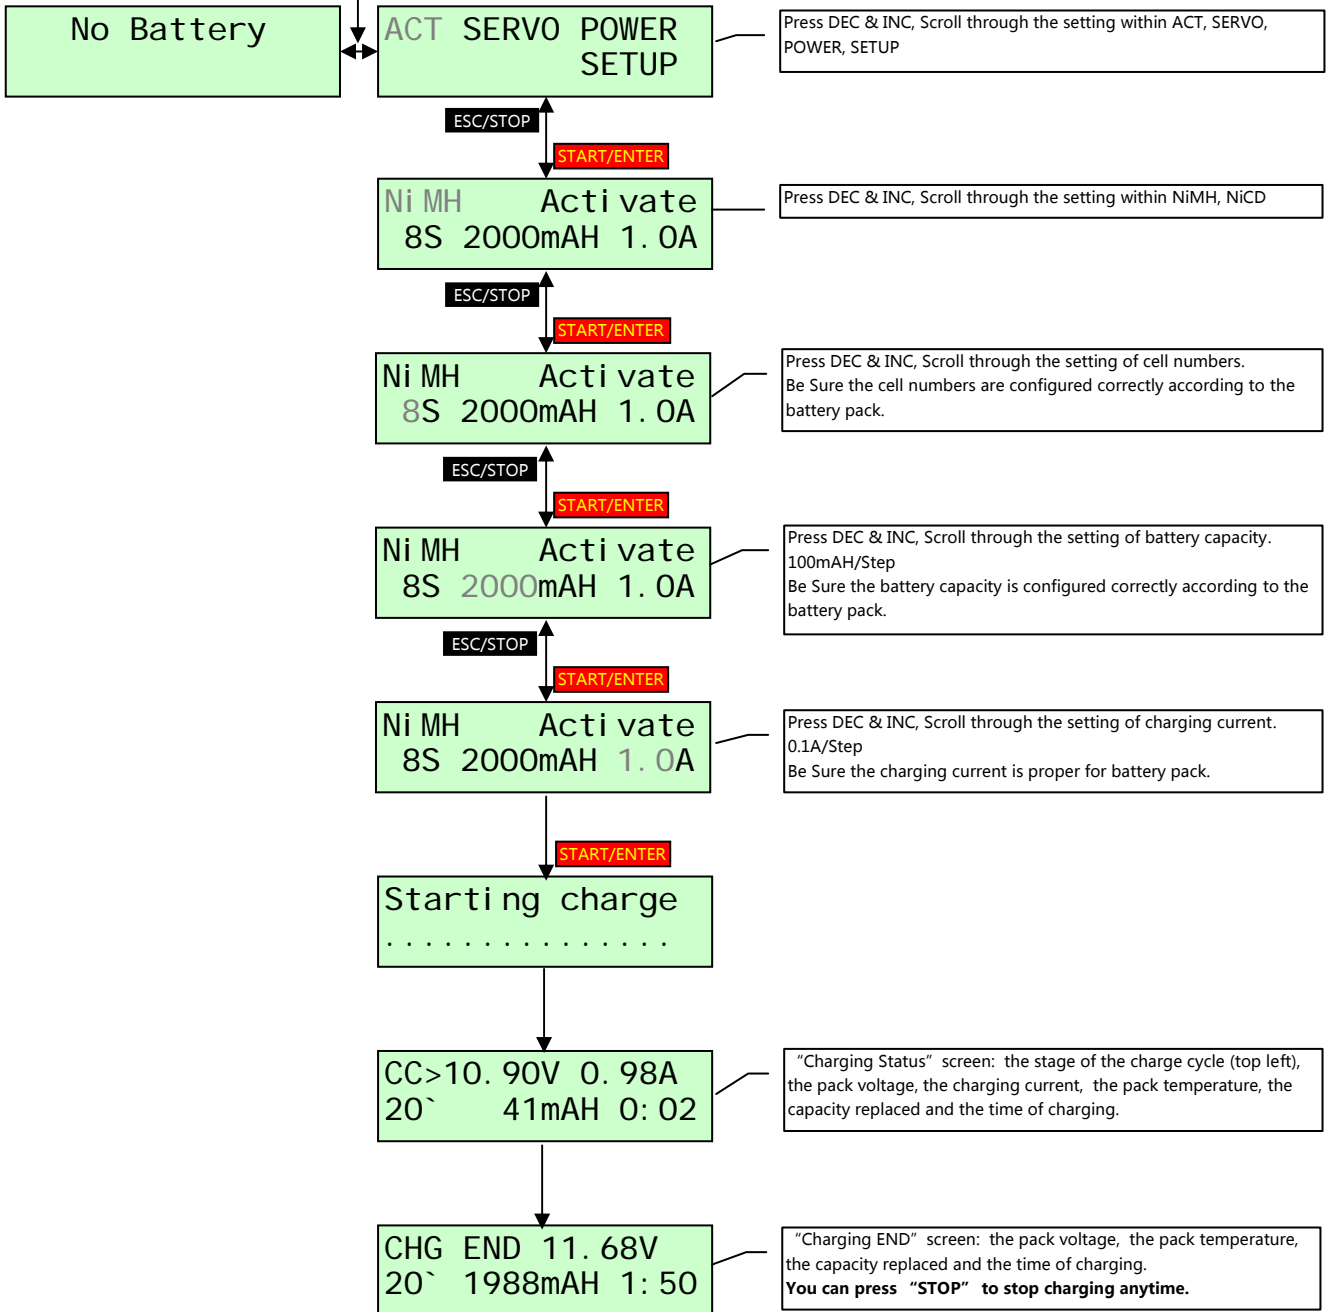 No Battery
ACT SERVO POWER
SETUP
Press DEC & INC, Scroll through the setting within ACT, SERVO,
POWER, SETUP
ESC/STOP
START/ENTER
NiMH Activate
8S 2000mAH 1.0A
Press DEC & INC, Scroll through the setting within NiMH, NiCD
ESC/STOP
START/ENTER
NiMH Activate
8S 2000mAH 1.0A
Press DEC & INC, Scroll through the setting of cell numbers.
Be Sure the cell numbers are configured correctly according to the
battery pack.
ESC/STOP
START/ENTER
NiMH Activate
8S 2000mAH 1.0A
Press DEC & INC, Scroll through the setting of battery capacity.
100mAH/Step
Be Sure the battery capacity is configured correctly according to the
battery pack.
ESC/STOP
START/ENTER
NiMH Activate
8S 2000mAH 1.0A
Press DEC & INC, Scroll through the setting of charging current.
0.1A/Step
Be Sure the charging current is proper for battery pack.
START/ENTER
Starting charge
...............
CC>10.90V 0.98A
20` 41mAH 0:02
“Charging Status” screen: the stage of the charge cycle (top left),
the pack voltage, the charging current, the pack temperature, the
capacity replaced and the time of charging.
CHG END 11.68V
20` 1988mAH 1:50
“Charging END” screen: the pack voltage, the pack temperature,
the capacity replaced and the time of charging.
You can press “STOP” to stop charging anytime.